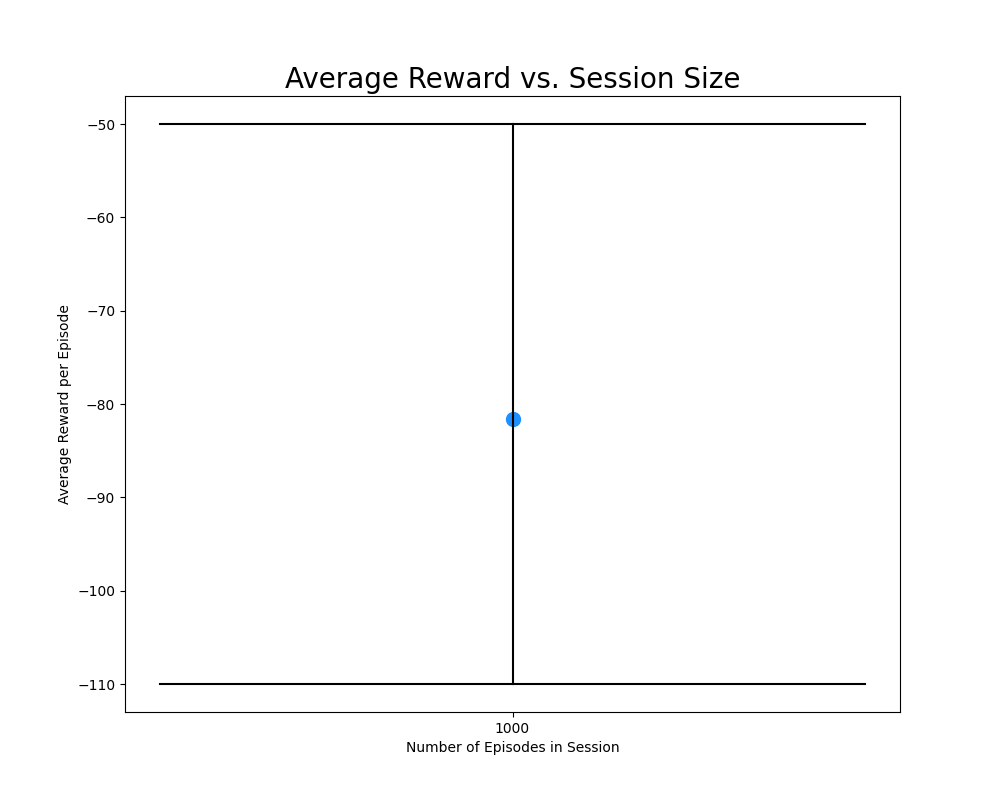 Average Reward vs. Session Size
−50
−60
−70
−80
−90
−100
−110
Average Reward per Episode
1000
Number of Episodes in Session